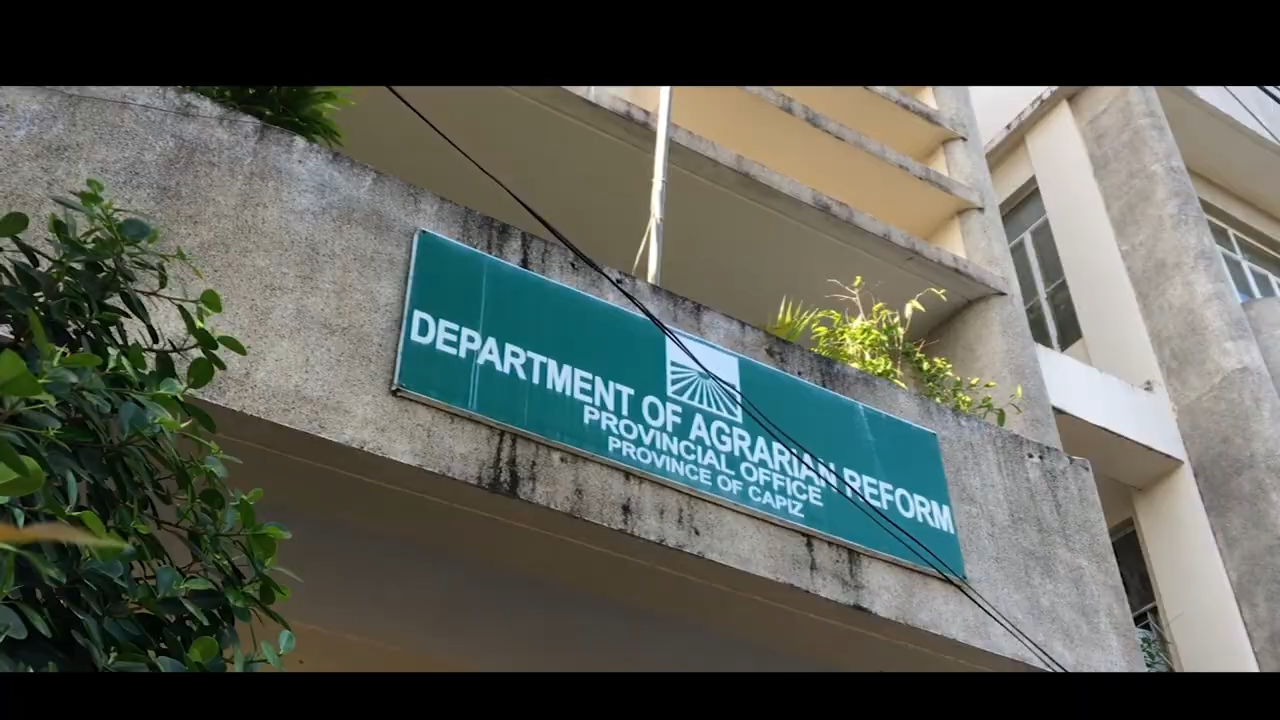 DEPARTMENT OF AGRARIAN REFORM
PROVINCIAL OFFICE
PROVINCE OF CAPIZ